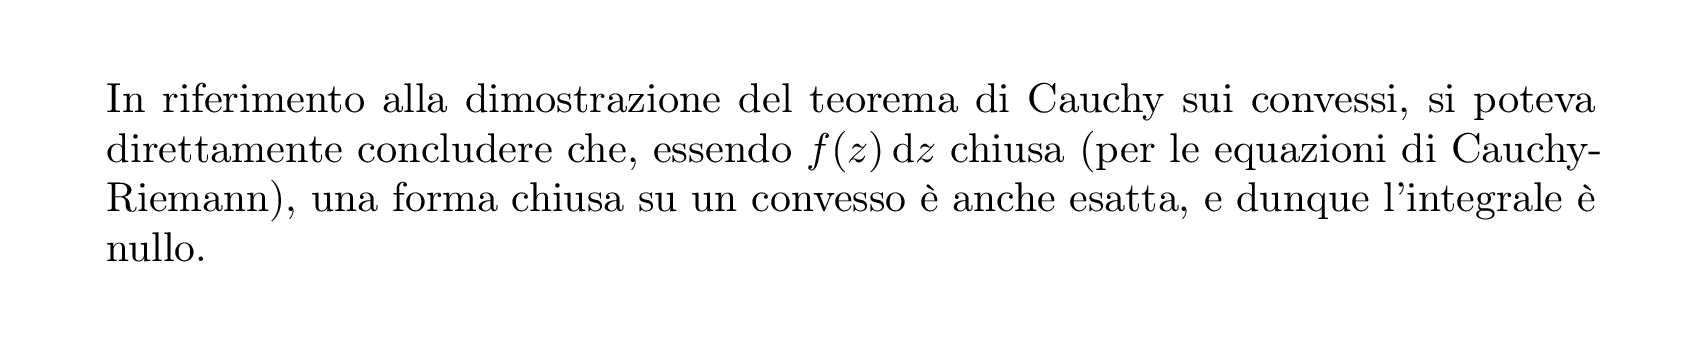 In riferimento alla dimostrazione del teorema di Cauchy sui convessi, si poteva
direttamente concludere che, essendo f(z) dz chiusa (per le equazioni di Cauchy-
Riemann), una forma chiusa su un convesso è anche esatta, e dunque l'integrale è
nullo.